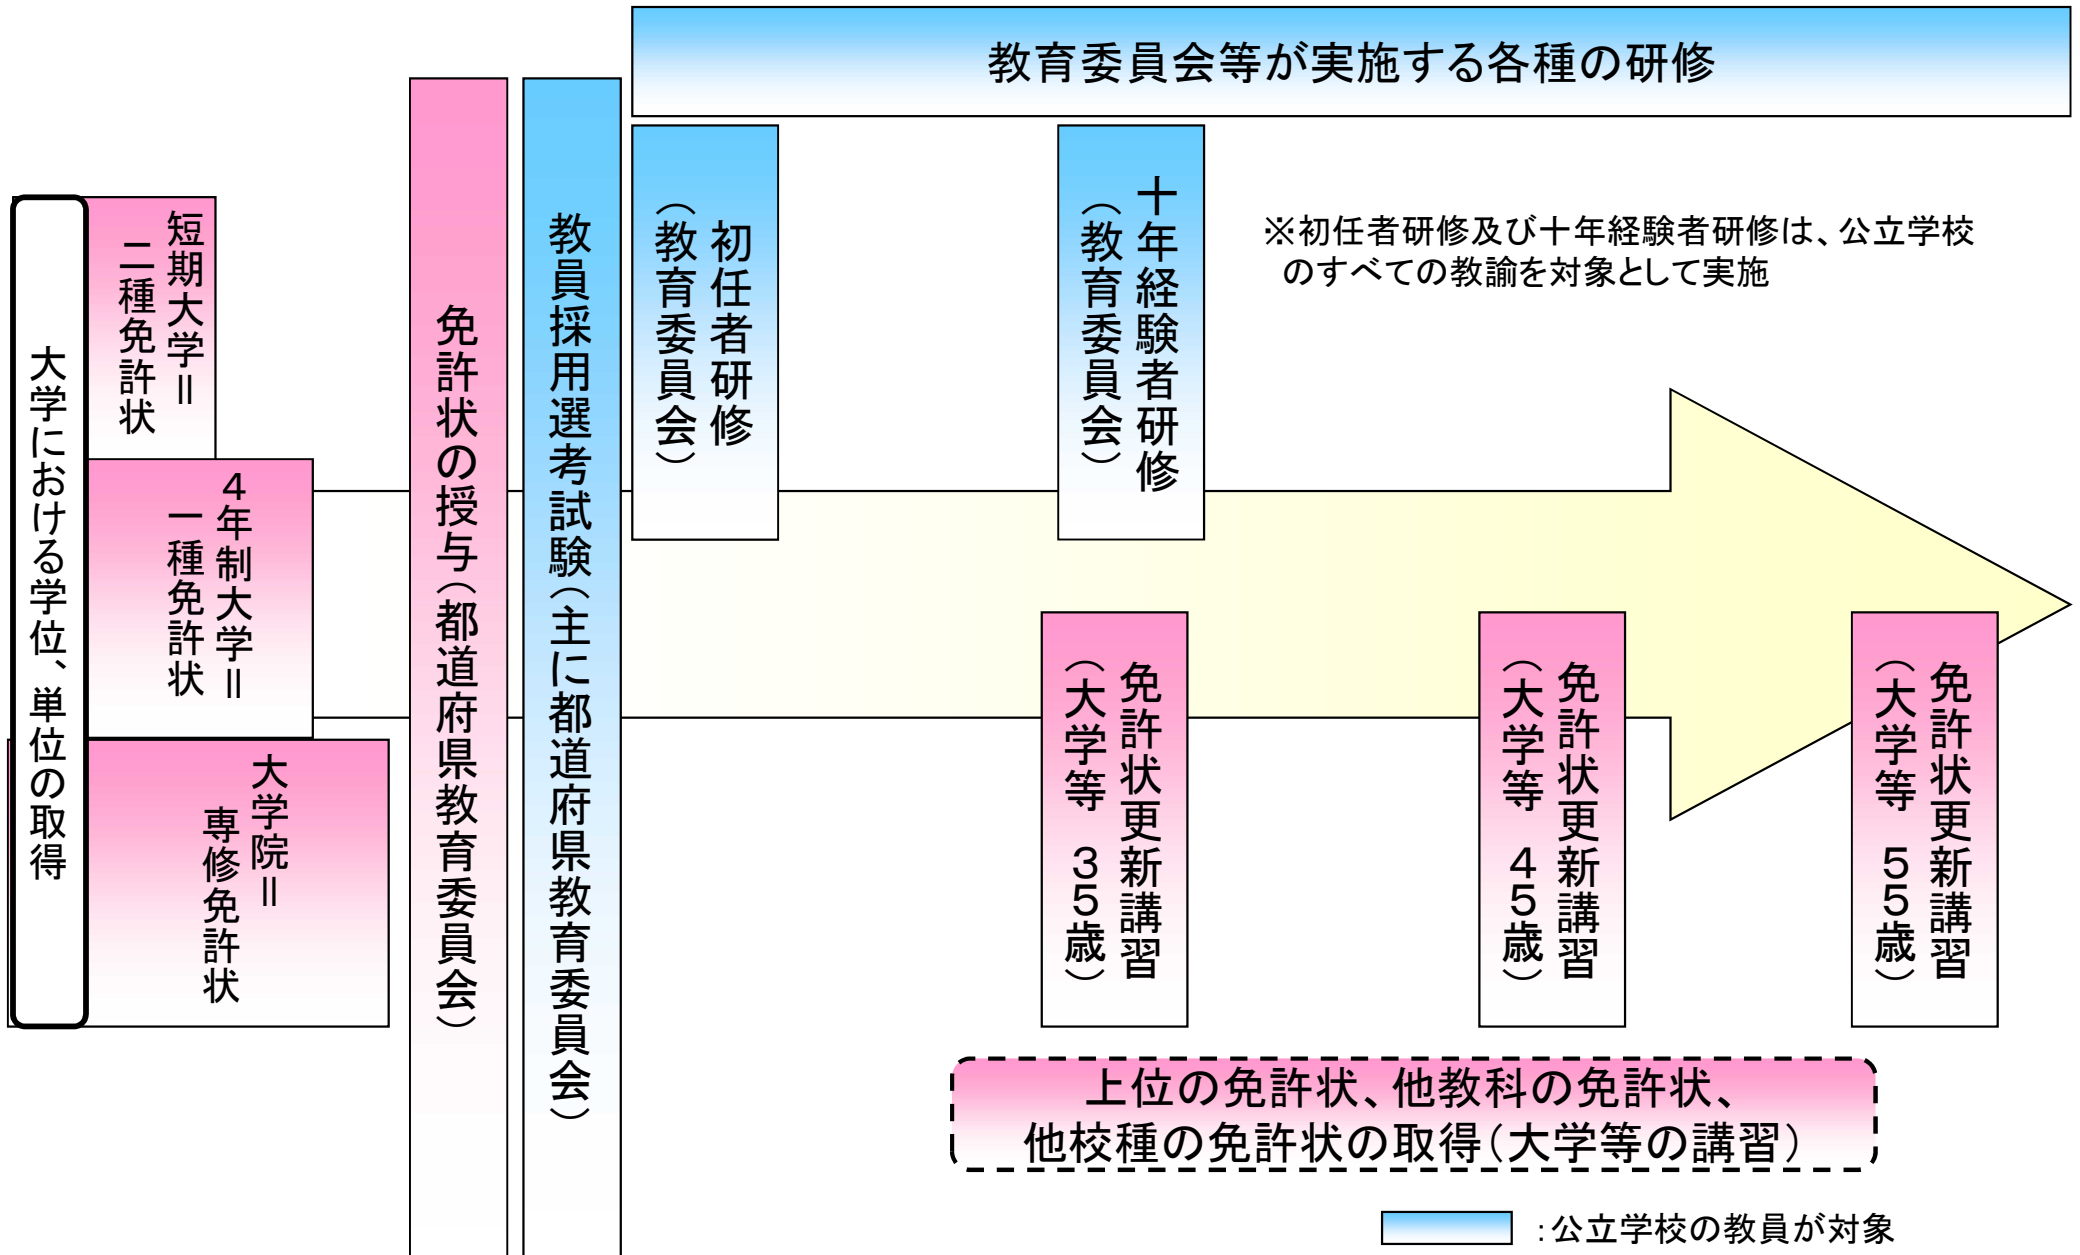 教育委員会等が実施する各種の研修
大学における学位、単位の取得
短期大学＝
二種免許状
４年制大学＝
一種免許状
大学院＝
専修免許状
免許状の授与（都道府県教育委員会）
教員採用選考試験（主に都道府県教育委員会）
初任者研修
（教育委員会）
十年経験者研修
（教育委員会）
※初任者研修及び十年経験者研修は、公立学校
のすべての教諭を対象として実施
免許状更新講習
（大学等　３５歳）
免許状更新講習
（大学等　４５歳）
免許状更新講習
（大学等　５５歳）
上位の免許状、他教科の免許状、
他校種の免許状の取得（大学等の講習）
：公立学校の教員が対象